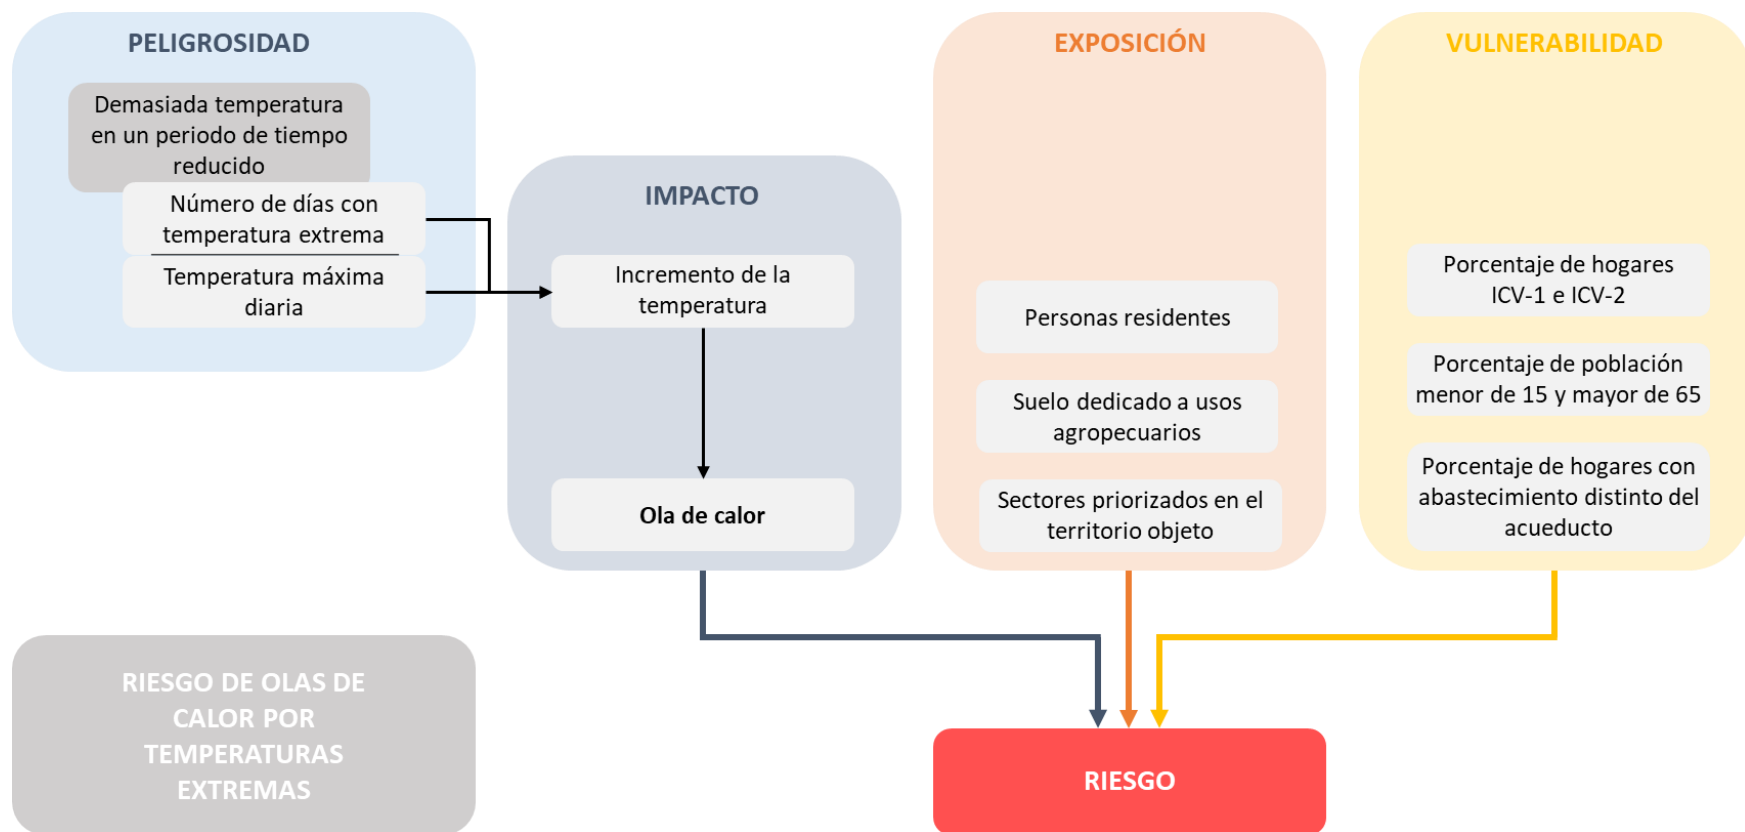 PELIGROSIDAD
Demasiada temperatura
en un periodo de tiempo
reducido
Número de días con
temperatura extrema
Temperatura máxima
diaria
IMPACTO
Incremento de la
temperatura
Ola de calor
EXPOSICIÓN
Personas residentes
Suelo dedicado a usos
agropecuarios
Sectores priorizados en el
territorio objeto
VULNERABILIDAD
Porcentaje de hogares
ICV-1 e ICV-2
Porcentaje de población
menor de 15 y mayor de 65
Porcentaje de hogares con
abastecimiento distinto del
acueducto
RIESGO DE OLAS DE
CALOR POR
TEMPERATURAS
EXTREMAS
RIESGO